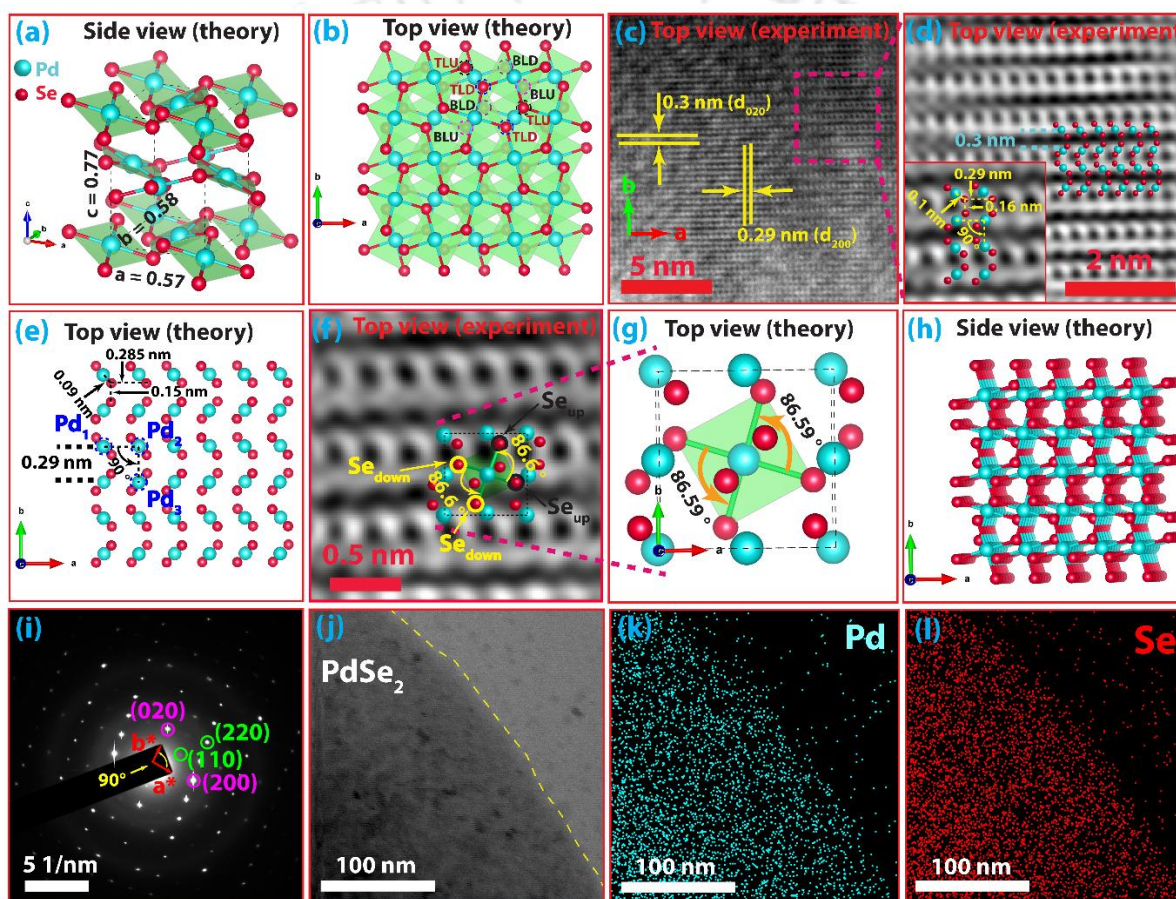 (a) Side view (theory)
Pd
Se
c = 0.77
b = 0.58
a = 0.57
c
b
a
(b) Top view (theory)
TLU
BLD
TLD
BLU
BLD
TLU
BLU
TLD
b
a
(c) Top view (experiment)
0.3 nm (d020)
b
a
0.29 nm (d200)
5 nm
(d) Top view (experiment)
0.3 nm
0.29 nm
0.16 nm
0.1 nm
90°
2 nm
(e) Top view (theory)
0.285 nm
0.09 nm
0.15 nm
Pd1
Pd2
90°
0.29 nm
Pd3
b
a
(f) Top view (experiment)
Seup
86.6°
Sedown
86.6°
Seup
Sedown
0.5 nm
(g) Top view (theory)
86.59°
86.59°
b
a
(h) Side view (theory)
b
a
(i)
(020)
(220)
b*
(110)
90°
a*
(200)
5 1/nm
(j)
PdSe2
100 nm
(k) Pd
100 nm
(l) Se
100 nm